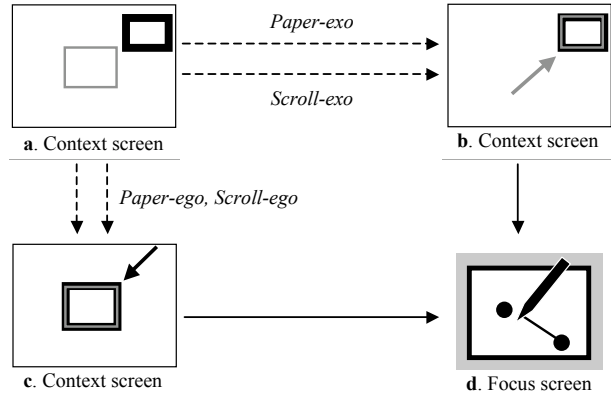 Paper-exo
Scroll-exo
a. Context screen
b. Context screen
Paper-ego, Scroll-ego
c. Context screen
d. Focus screen